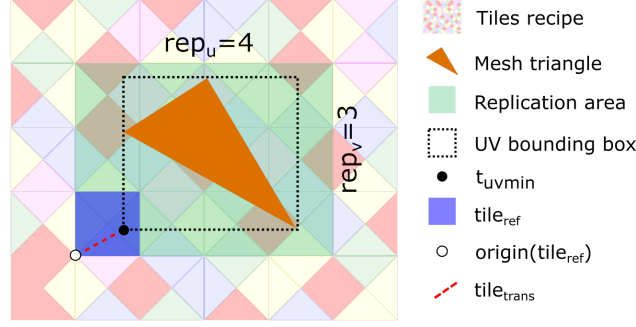 rep_u=4
rep_v=3
Tiles recipe
Mesh triangle
Replication area
UV bounding box
t_uvmin
tile_ref
origin(tile_ref)
tile_trans